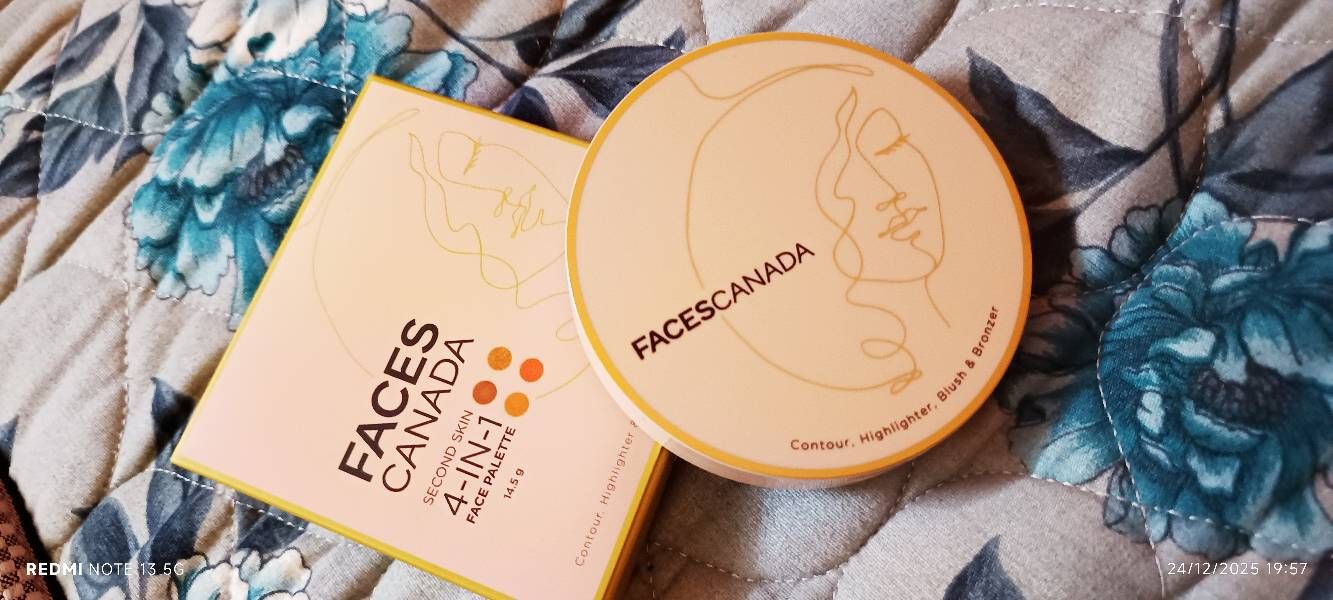 FACES
CANADA
SECOND SKIN
4-IN-1
FACE PALETTE
14.5 g
Contour, Highlighter
FACESCANADA
Contour, Highlighter, Blush & Bronzer
REDMI NOTE 13 5G
24/12/2025 19:57